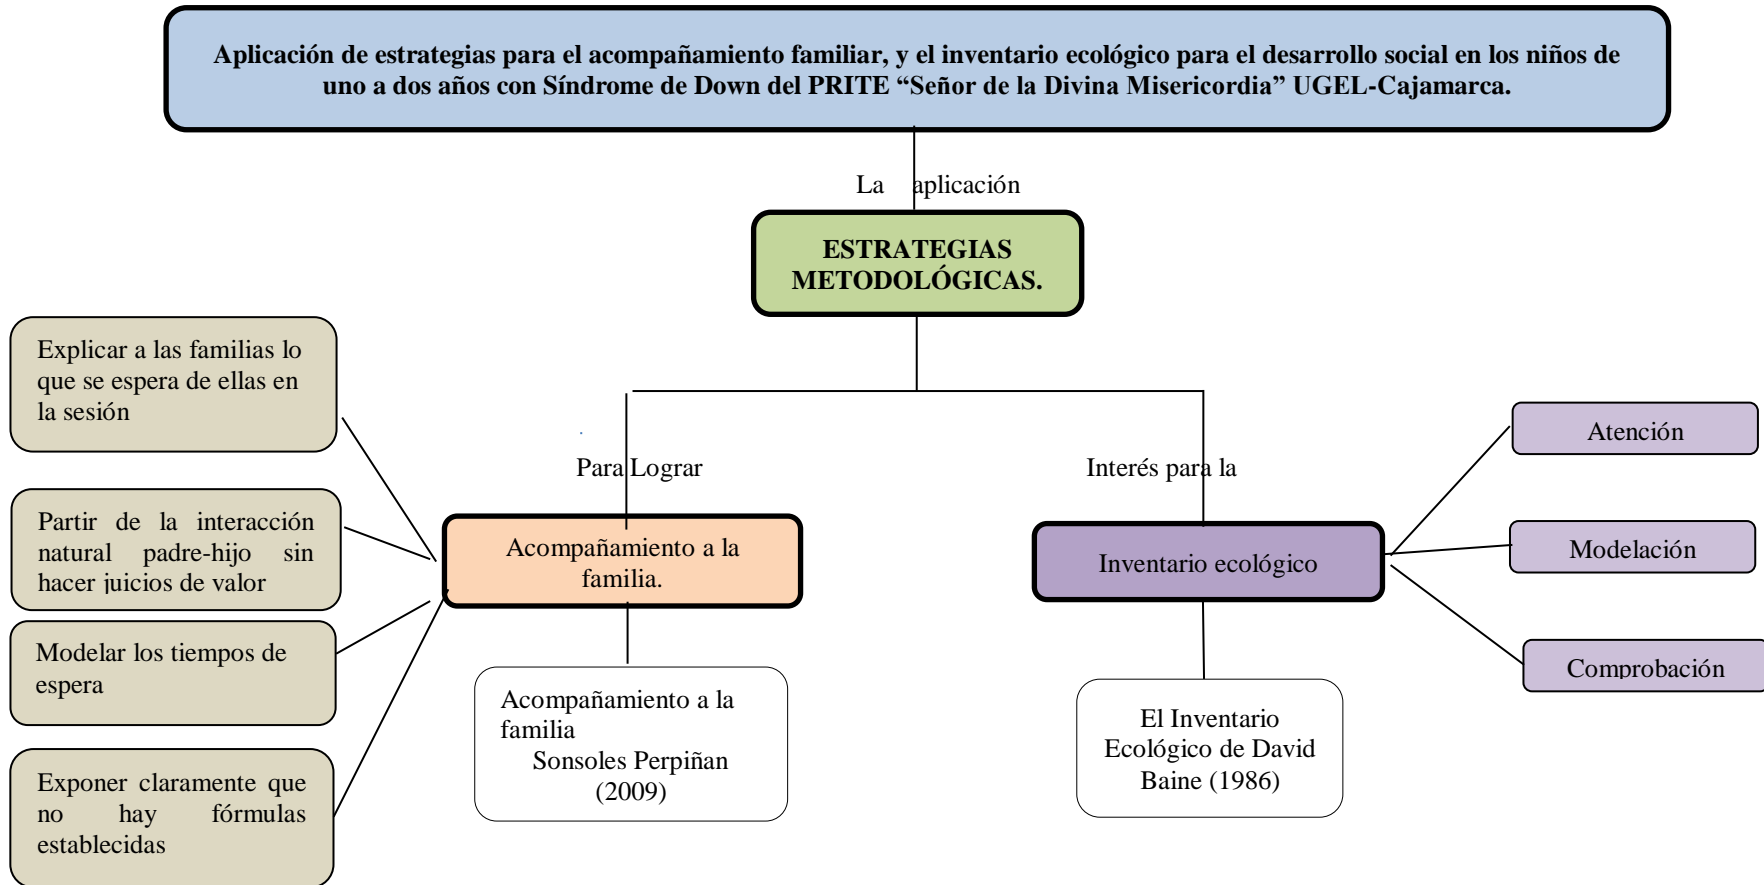 Aplicación de estrategias para el acompañamiento familiar, y el inventario ecológico para el desarrollo social en los niños de
uno a dos años con Síndrome de Down del PRITE “Señor de la Divina Misericordia” UGEL-Cajamarca.
La aplicación
ESTRATEGIAS
METODOLÓGICAS.
Explicar a las familias lo
que se espera de ellas en
la sesión
Partir de la interacción
natural padre-hijo sin
hacer juicios de valor
Modelar los tiempos de
espera
Exponer claramente que
no hay fórmulas
establecidas
Para Lograr
Acompañamiento a la
familia.
Acompañamiento a la
familia
Sonsoles Perpiñan
(2009)
Interés para la
Inventario ecológico
El Inventario
Ecológico de David
Baine (1986)
Atención
Modelación
Comprobación